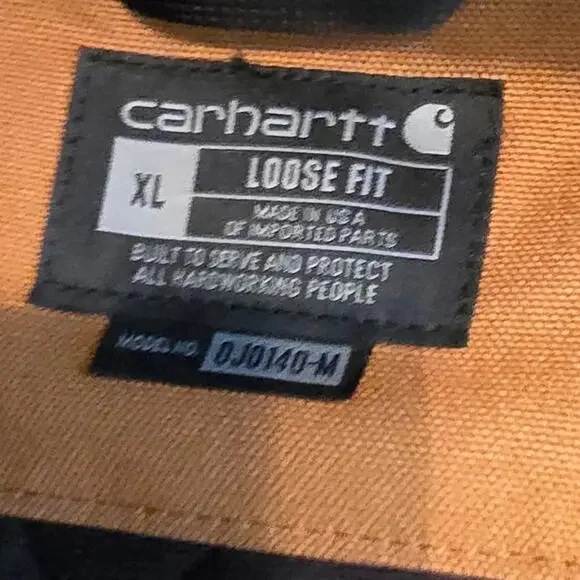 carhartt
XL
LOOSE FIT
MADE IN USA
OF IMPORTED PARTS
BUILT TO SERVE AND PROTECT
ALL HARDWORKING PEOPLE
MODEL NO. OJ0140-M